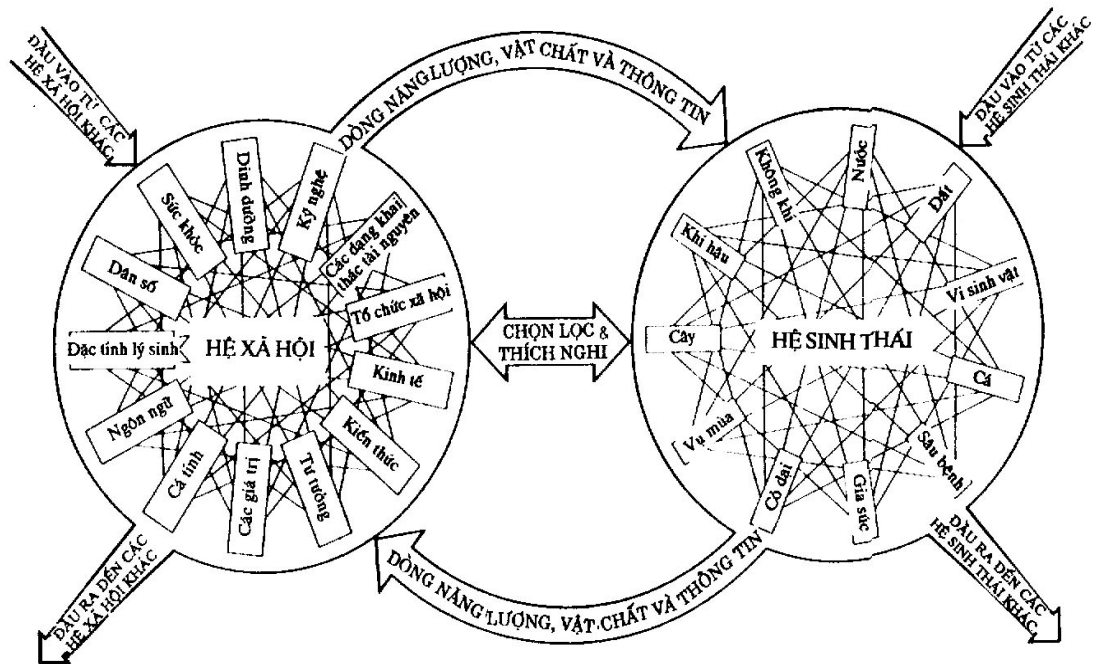 ĐẦU VÀO TỪ CÁC
HỆ XÃ HỘI KHÁC
DÒNG NĂNG LƯỢNG, VẬT CHẤT VÀ THÔNG TIN
ĐẦU VÀO TỪ CÁC
HỆ SINH THÁI KHÁC
Sức khỏe
Dinh dưỡng
Kỹ nghệ
Các dạng khai
thác tài nguyên
Dân số
Tổ chức xã hội
Đặc tính lý sinh
HỆ XÃ HỘI
Kinh tế
Ngôn ngữ
Kiến thức
Cá tính
Các giá trị
Tư tưởng
CHỌN LỌC &
THÍCH NGHI
Không khí
Nước
Đất
Khí hậu
Vi sinh vật
Cây
HỆ SINH THÁI
Cá
Vụ mùa
Sâu bệnh
Cỏ dại
Gia súc
ĐẦU RA ĐẾN CÁC
HỆ XÃ HỘI KHÁC
DÒNG NĂNG LƯỢNG, VẬT CHẤT VÀ THÔNG TIN
ĐẦU RA ĐẾN CÁC
HỆ SINH THÁI KHÁC